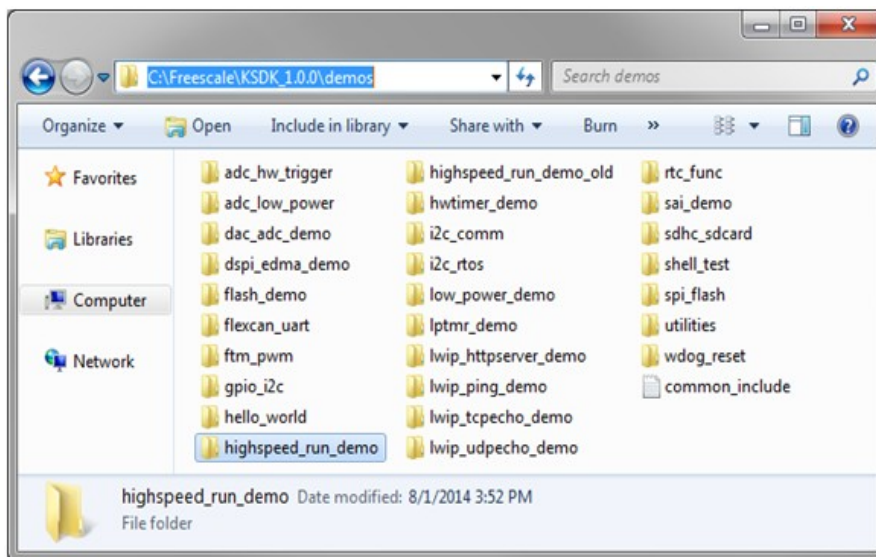 C:\Freescale\KSDK_1.0.0\demos
Search demos
Organize
Open
Include in library
Share with
Burn
»
Favorites
Libraries
Computer
Network
adc_hw_trigger
adc_low_power
dac_adc_demo
dspi_edma_demo
flash_demo
flexcan_uart
ftm_pwm
gpio_i2c
hello_world
highspeed_run_demo
highspeed_run_demo_old
hwtimer_demo
i2c_comm
i2c_rtos
low_power_demo
lptmr_demo
lwip_httpserver_demo
lwip_ping_demo
lwip_tcpecho_demo
lwip_udpecho_demo
rtc_func
sai_demo
sdhc_sdcard
shell_test
spi_flash
utilities
wdog_reset
common_include
highspeed_run_demo Date modified: 8/1/2014 3:52 PM
File folder